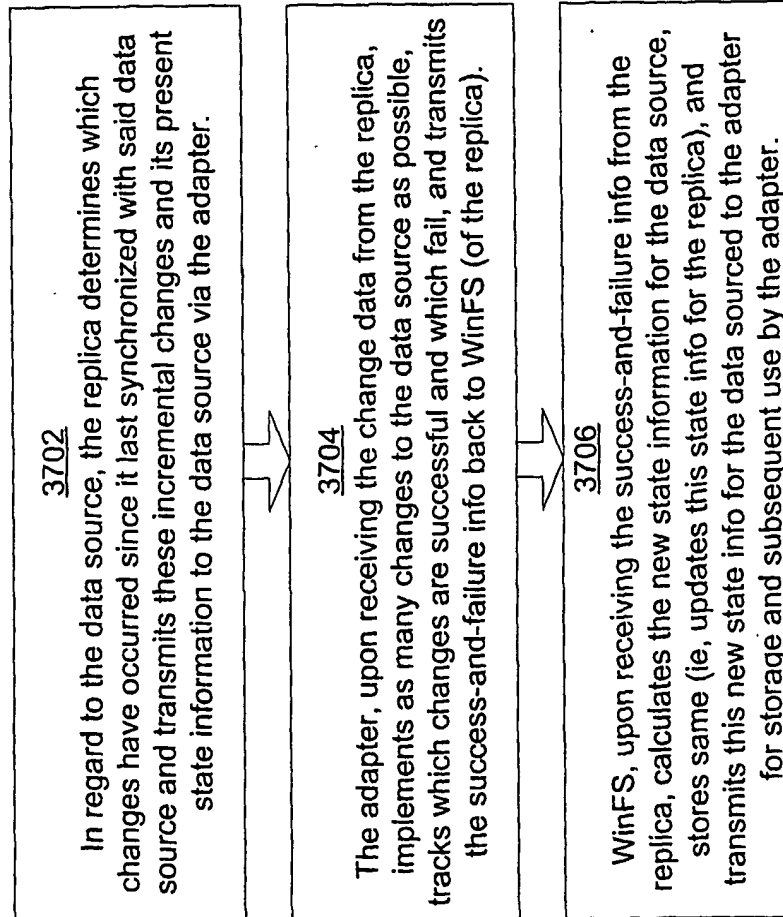 3702
In regard to the data source, the replica determines which
changes have occurred since it last synchronized with said data
source and transmits these incremental changes and its present
state information to the data source via the adapter.
3704
The adapter, upon receiving the change data from the replica,
implements as many changes to the data source as possible,
tracks which changes are successful and which fail, and transmits
the success-and-failure info back to WinFS (of the replica).
3706
WinFS, upon receiving the success-and-failure info from the
replica, calculates the new state information for the data source,
stores same (ie, updates this state info for the replica), and
transmits this new state info for the data sourced to the adapter
for storage and subsequent use by the adapter.